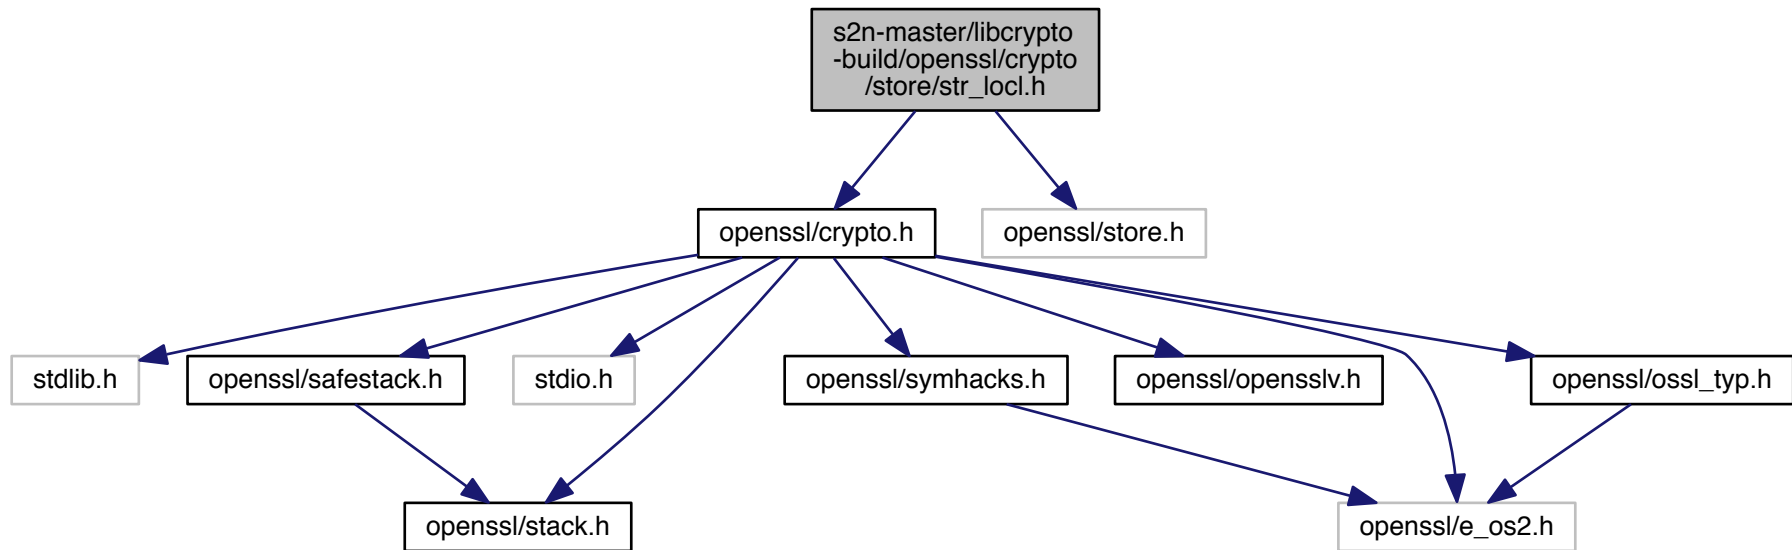 s2n-master/libcrypto
-build/openssl/crypto
/store/str_locl.h
openssl/crypto.h
openssl/store.h
stdlib.h
openssl/safestack.h
stdio.h
openssl/symhacks.h
openssl/opensslv.h
openssl/ossl_typ.h
openssl/stack.h
openssl/e_os2.h